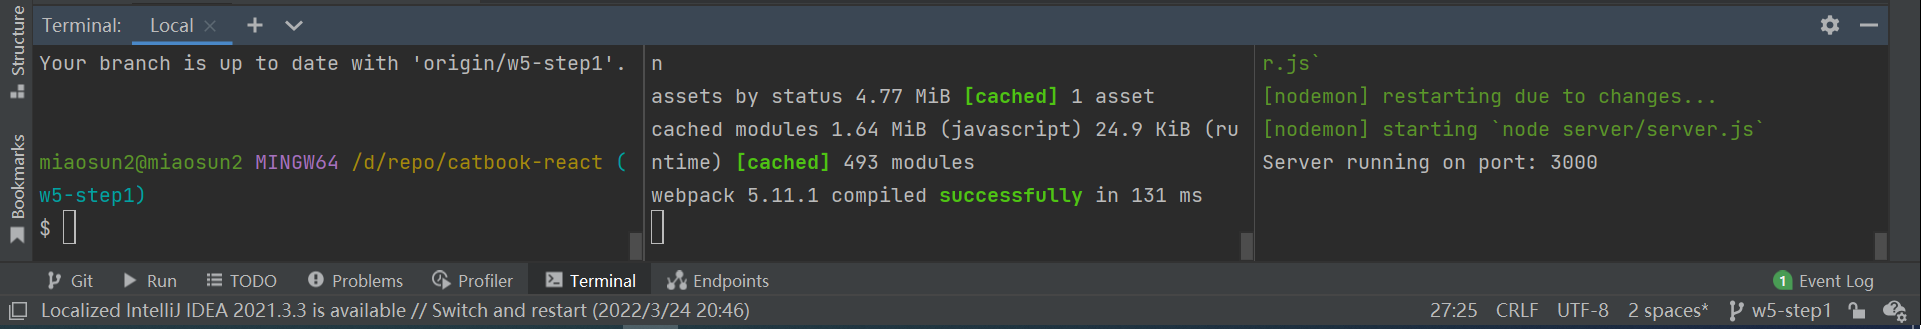 Structure
Bookmarks
Terminal: Local
Your branch is up to date with 'origin/w5-step1'.
miaosun2@miaosun2 MINGW64 /d/repo/catbook-react (
w5-step1)
$
n
assets by status 4.77 MiB [cached] 1 asset
cached modules 1.64 MiB (javascript) 24.9 KiB (ru
ntime) [cached] 493 modules
webpack 5.11.1 compiled successfully in 131 ms
r.js`
[nodemon] restarting due to changes...
[nodemon] starting `node server/server.js`
Server running on port: 3000
Git Run TODO Problems Profiler Terminal Endpoints 1 Event Log
Localized IntelliJ IDEA 2021.3.3 is available // Switch and restart (2022/3/24 20:46) 27:25 CRLF UTF-8 2 spaces* w5-step1